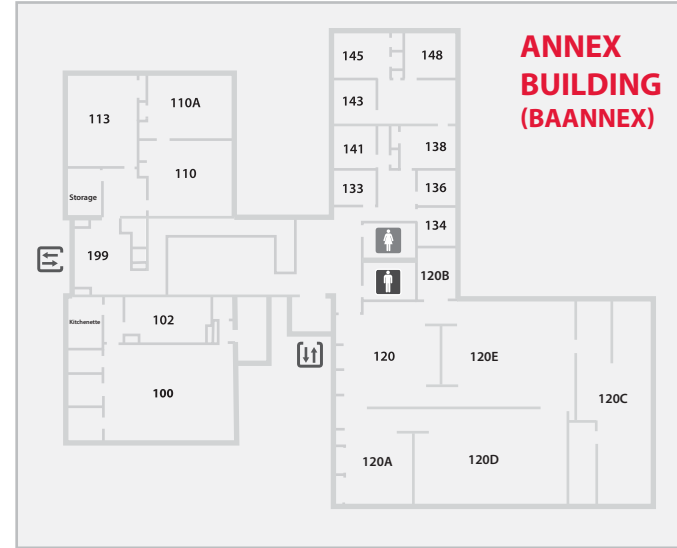 ANNEX
BUILDING
(BAANNEX)
145
148
110A
143
113
141
138
110
133
136
Storage
134
199
120B
Kitchenette
102
120
120E
100
120C
120A
120D